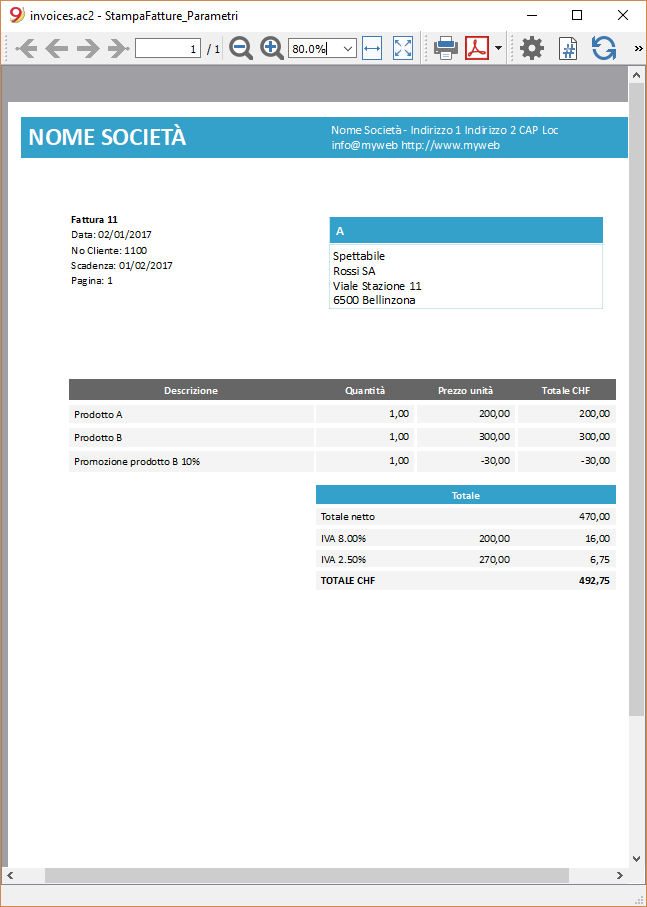 invoices.ac2 - StampaFatture_Parametri
1 / 1 80.0% # »
NOME SOCIETÀ
Nome Società - Indirizzo 1 Indirizzo 2 CAP Loc
info@myweb http://www.myweb
Fattura 11
Data: 02/01/2017
No Cliente: 1100
Scadenza: 01/02/2017
Pagina: 1
A
Spettabile
Rossi SA
Viale Stazione 11
6500 Bellinzona
Descrizione Quantità Prezzo unità Totale CHF
Prodotto A 1,00 200,00 200,00
Prodotto B 1,00 300,00 300,00
Promozione prodotto B 10% 1,00 -30,00 -30,00
Totale
Totale netto 470,00
IVA 8.00% 200,00 16,00
IVA 2.50% 270,00 6,75
TOTALE CHF 492,75